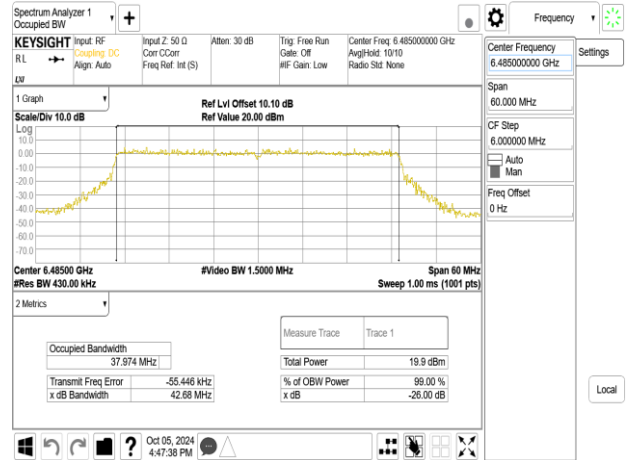 Spectrum Analyzer 1
Occupied BW
Frequency
KEYSIGHT
RL
Input: RF
Coupling: DC
Align: Auto
Input Z: 50 Ω
Corr CCorr
Freq Ref: Int (S)
Atten: 30 dB
Trig: Free Run
Gate: Off
#IF Gain: Low
Center Freq: 6.485000000 GHz
Avg|Hold: 10/10
Radio Std: None
Center Frequency
6.485000000 GHz
Settings
Span
60.000 MHz
CF Step
6.000000 MHz
Auto
Man
Freq Offset
0 Hz
1 Graph
Scale/Div 10.0 dB
Ref Lvl Offset 10.10 dB
Ref Value 20.00 dBm
Log
10.0
0.00
-10.0
-20.0
-30.0
-40.0
-50.0
-60.0
-70.0
Center 6.48500 GHz
#Video BW 1.5000 MHz
Span 60 MHz
#Res BW 430.00 kHz
Sweep 1.00 ms (1001 pts)
2 Metrics
Measure Trace Trace 1
Occupied Bandwidth
37.974 MHz
Total Power 19.9 dBm
Transmit Freq Error -55.446 kHz
% of OBW Power 99.00 %
x dB Bandwidth 42.68 MHz
x dB -26.00 dB
Local
?
Oct 05, 2024
4:47:38 PM